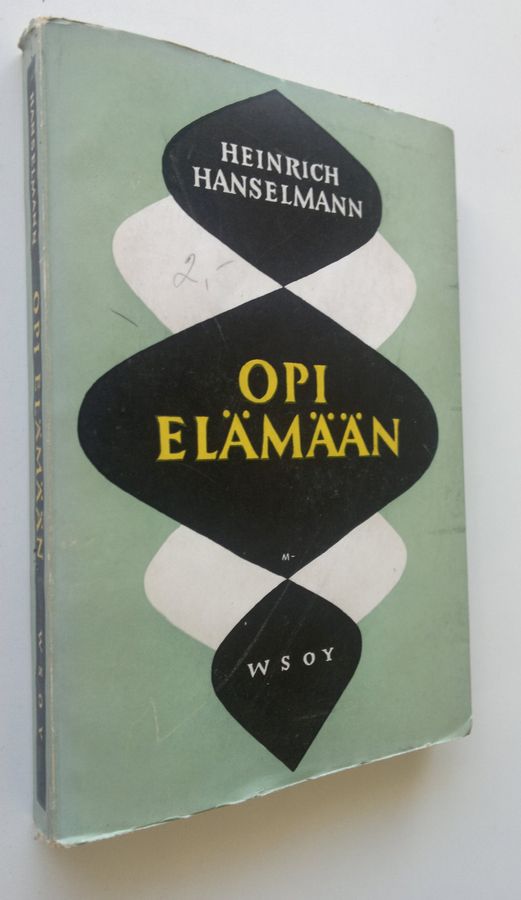 HEINRICH
HANSELMANN
2,-
OPI
ELÄMÄÄN
M-
WSOY
HANSELMANN OPI ELÄMÄÄN WSOY